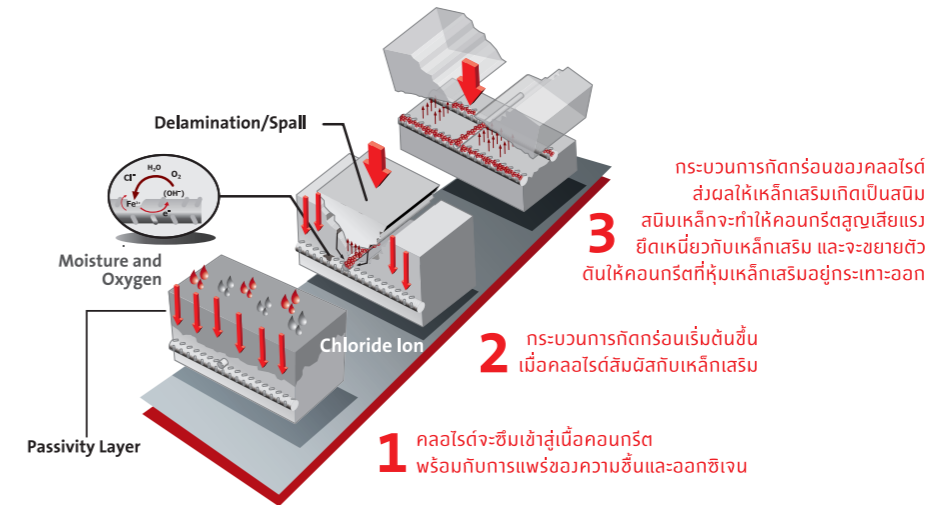 Delamination/Spall
H₂O
O₂
Cl⁻
(OH⁻)
e⁻
Moisture and
Oxygen
Chloride Ion
Passivity Layer
3
กระบวนการกัดกร่อนของคลอไรด์
ส่งผลให้เหล็กเสริมเกิดเป็นสนิม
สนิมเหล็กจะทำให้คอนกรีตสูญเสียแรง
ยึดเหนี่ยวกับเหล็กเสริม และจะขยายตัว
ดันให้คอนกรีตที่หุ้มเหล็กเสริมอยู่กระเทาะออก
2
กระบวนการกัดกร่อนเริ่มต้นขึ้น
เมื่อคลอไรด์สัมผัสกับเหล็กเสริม
1
คลอไรด์จะซึมเข้าสู่เนื้อคอนกรีต
พร้อมกับการแพร่ของความชื้นและออกซิเจน